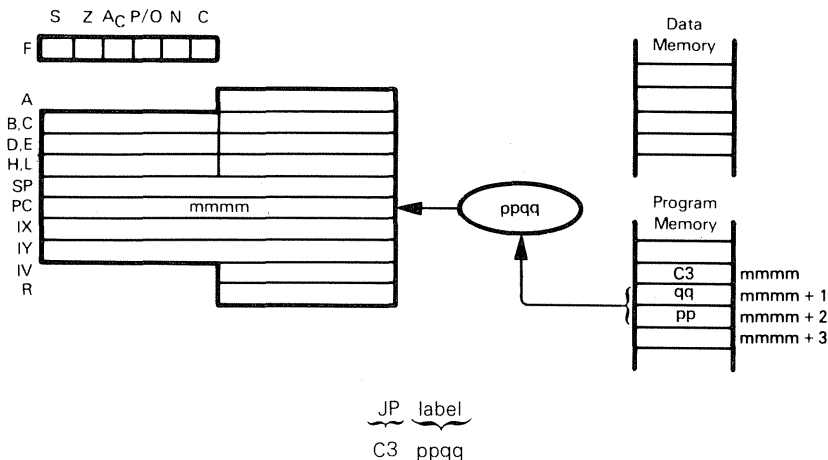 S Z AC P/O N C
F
A
B,C
D,E
H,L
SP
PC mmmm
IX
IY
IV
R
ppqq
Data
Memory
Program
Memory
C3 mmmm
qq mmmm + 1
pp mmmm + 2
mmmm + 3
JP label
C3 ppqq